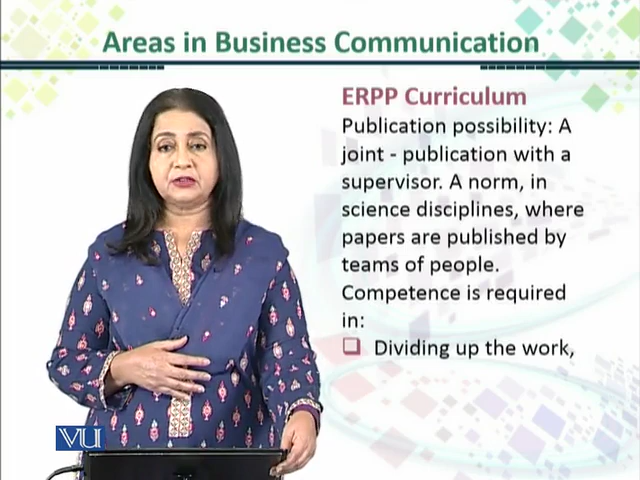 Areas in Business Communication
ERPP Curriculum
Publication possibility: A
joint - publication with a
supervisor. A norm, in
science disciplines, where
papers are published by
teams of people.
Competence is required
in:
Dividing up the work,
VU